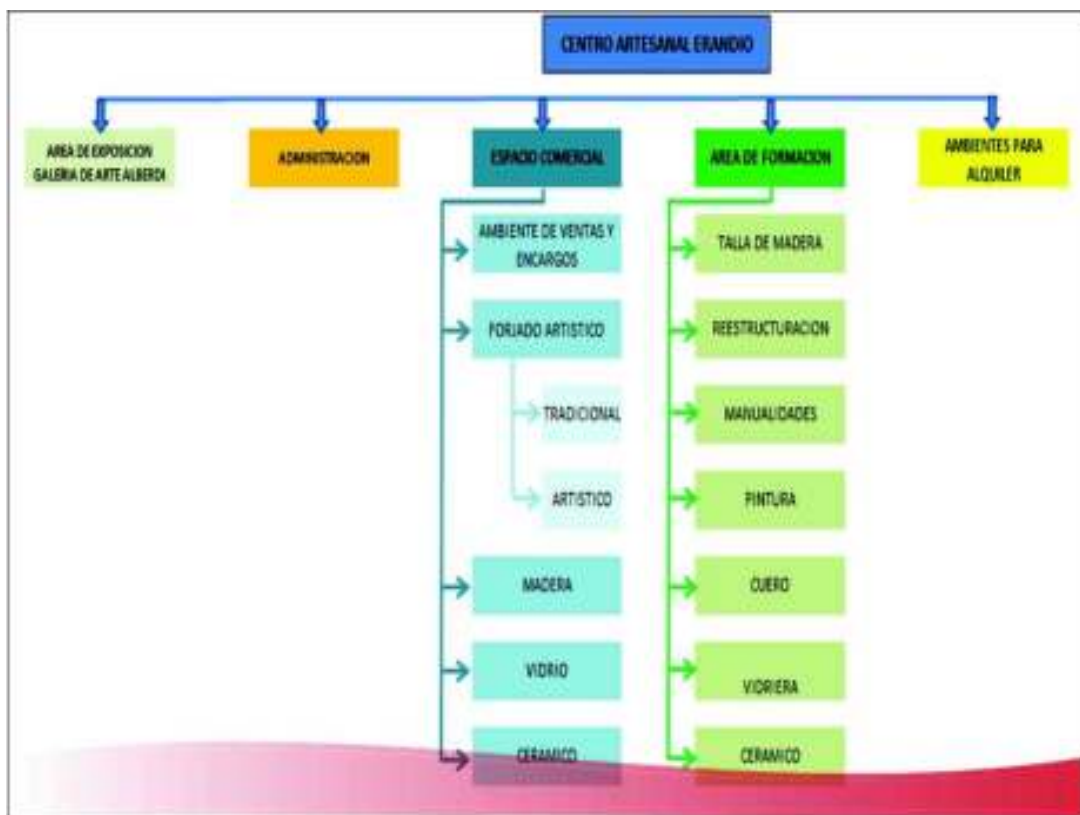 CENTRO ARTESANAL ERANDIO
AREA DE EXPOSICION
GALERIA DE ARTE ALBERDI
ADMINISTRACION
ESPACIO COMERCIAL
AREA DE FORMACION
AMBIENTES PARA
ALQUILER
AMBIENTE DE VENTAS Y
ENCARGOS
FORJADO ARTISTICO
TRADICIONAL
ARTISTICO
MADERA
VIDRIO
CERAMICO
TALLA DE MADERA
REESTRUCTURACION
MANUALIDADES
PINTURA
CUERO
VIDRIERA
CERAMICO